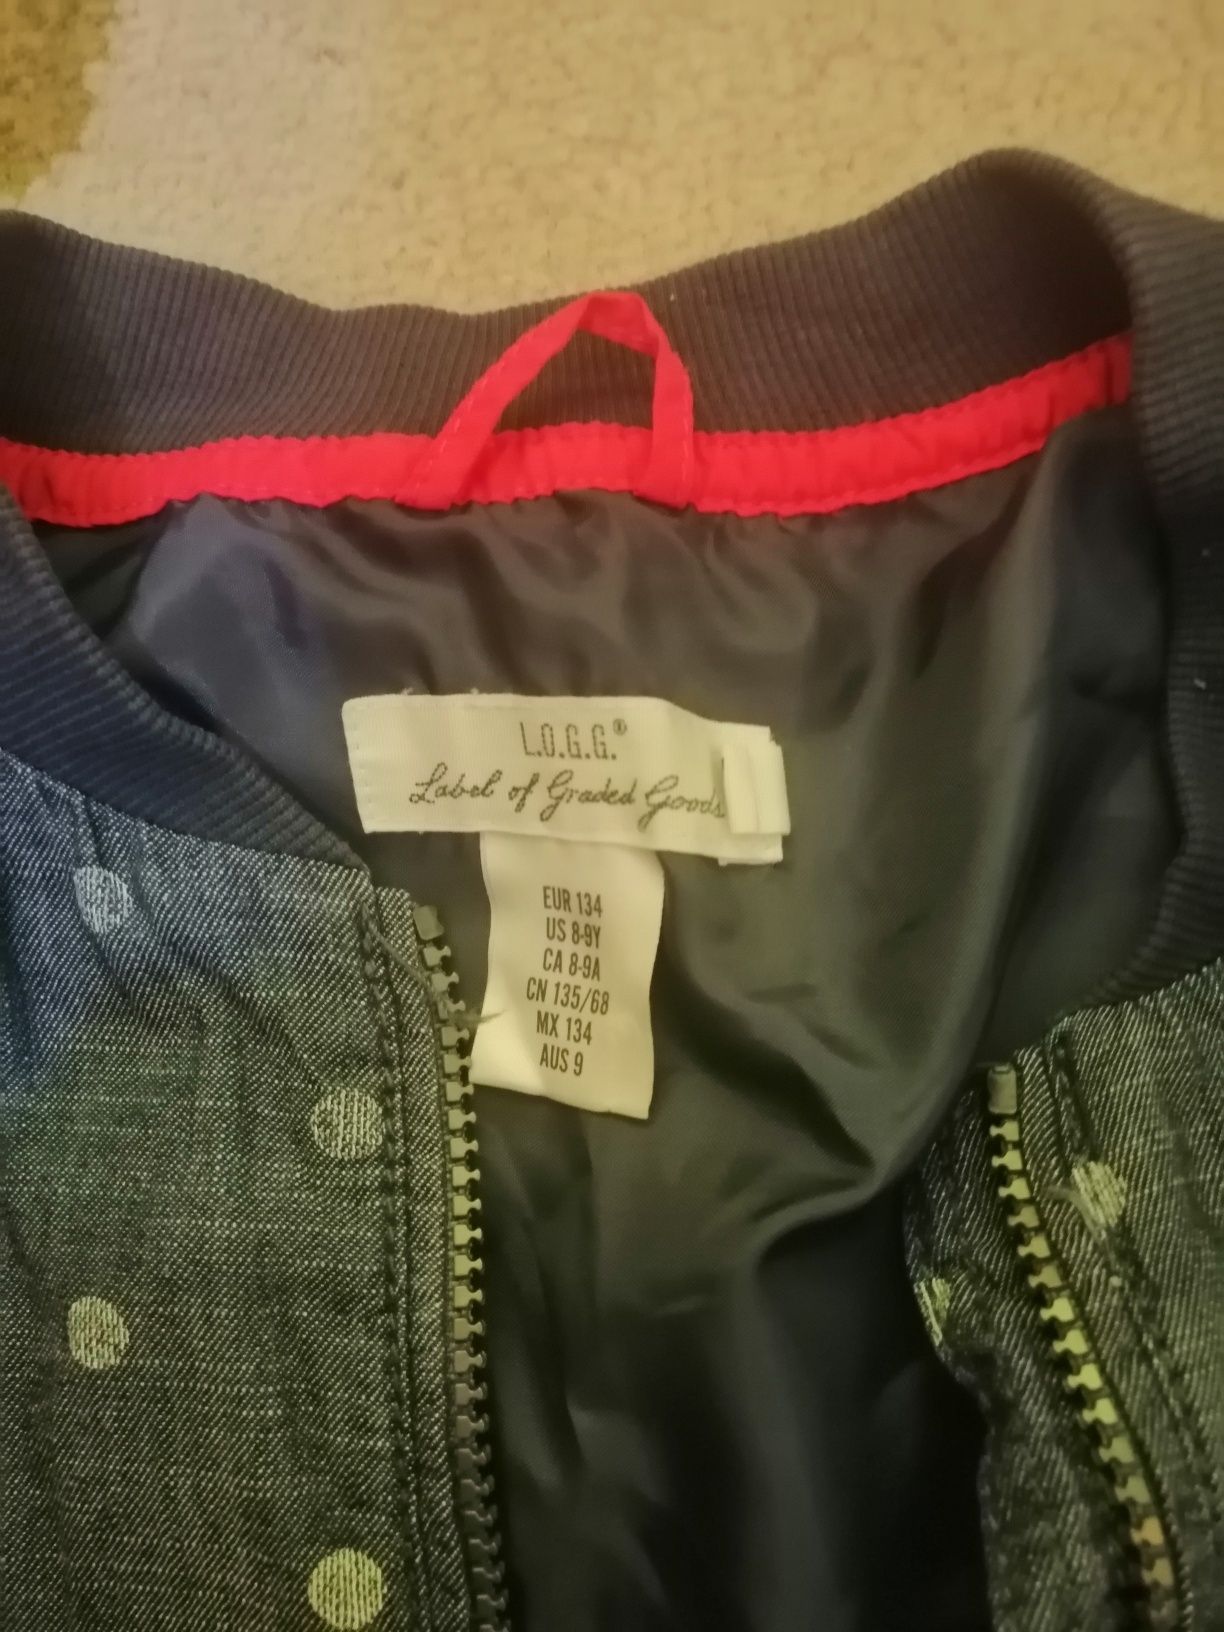 L.O.G.G.®
Label of Graded Goods
EUR 134
US 8-9Y
CA 8-9A
CN 135/68
MX 134
AUS 9